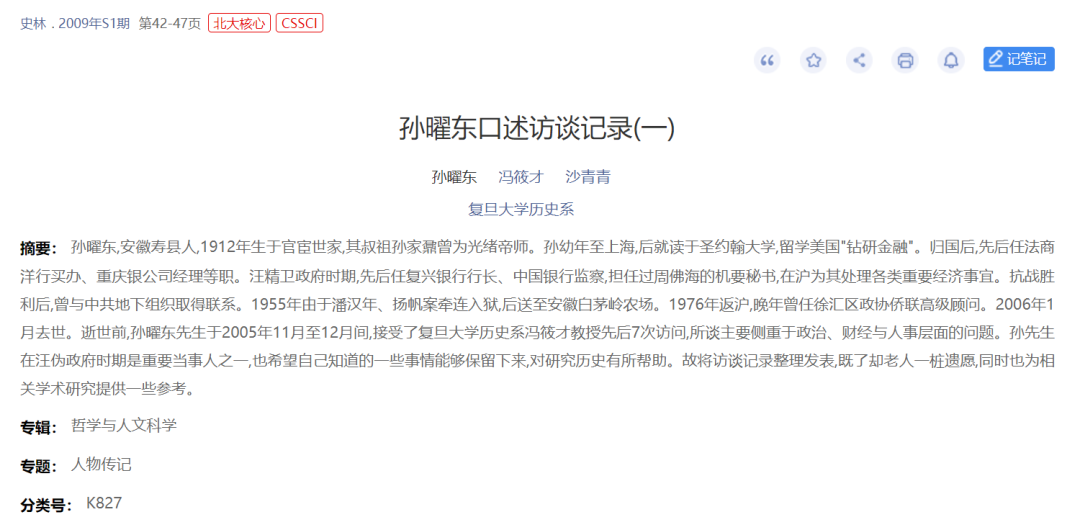 史林 . 2009年S1期 第42-47页 北大核心 CSSCI
记笔记
孙曜东口述访谈记录(一)
孙曜东 冯筱才 沙青青
复旦大学历史系
摘要： 孙曜东,安徽寿县人,1912年生于官宦世家,其叔祖孙家鼐曾为光绪帝师。孙幼年至上海,后就读于圣约翰大学,留学美国"钻研金融"。归国后,先后任法商
洋行买办、重庆银公司经理等职。汪精卫政府时期,先后任复兴银行行长、中国银行监察,担任过周佛海的机要秘书,在沪为其处理各类重要经济事宜。抗战胜
利后,曾与中共地下组织取得联系。1955年由于潘汉年、扬帆案牵连入狱,后送至安徽白茅岭农场。1976年返沪,晚年曾任徐汇区政协侨联高级顾问。2006年1
月去世。逝世前,孙曜东先生于2005年11月至12月间,接受了复旦大学历史系冯筱才教授先后7次访问,所谈主要侧重于政治、财经与人事层面的问题。孙先生
在汪伪政府时期是重要当事人之一,也希望自己知道的一些事情能够保留下来,对研究历史有所帮助。故将访谈记录整理发表,既了却老人一桩遗愿,同时也为相
关学术研究提供一些参考。
专辑： 哲学与人文科学
专题： 人物传记
分类号： K827